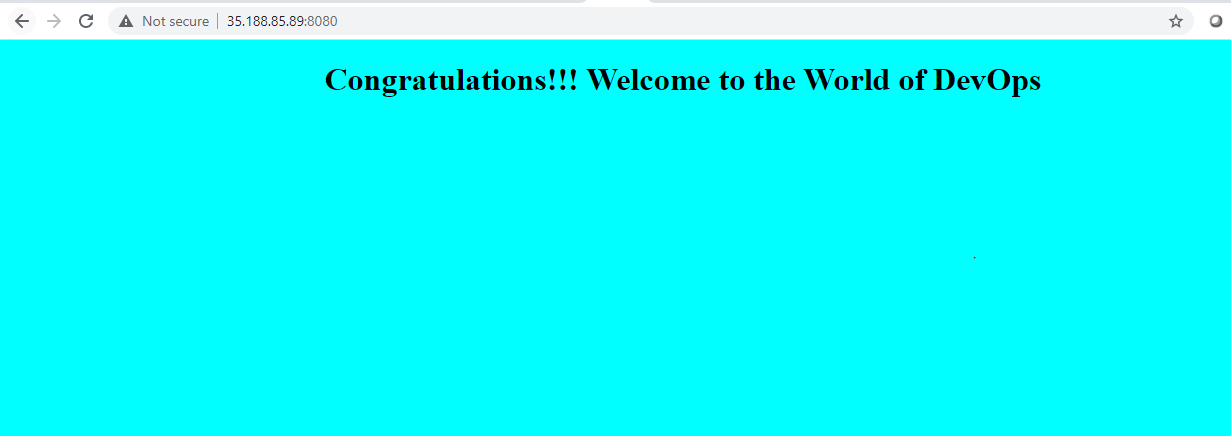 Not secure 35.188.85.89:8080
Congratulations!!! Welcome to the World of DevOps